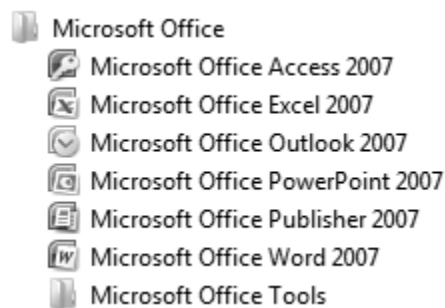 Microsoft Office
Microsoft Office Access 2007
Microsoft Office Excel 2007
Microsoft Office Outlook 2007
Microsoft Office PowerPoint 2007
Microsoft Office Publisher 2007
Microsoft Office Word 2007
Microsoft Office Tools